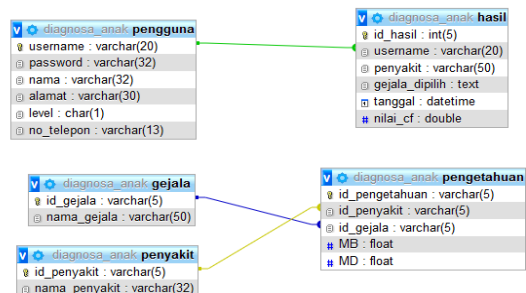 diagnosa_anak pengguna
username : varchar(20)
password : varchar(32)
nama : varchar(32)
alamat : varchar(30)
level : char(1)
no_telepon : varchar(13)
diagnosa_anak hasil
id_hasil : int(5)
username : varchar(20)
penyakit : varchar(50)
gejala_dipilih : text
tanggal : datetime
# nilai_cf : double
diagnosa_anak gejala
id_gejala : varchar(5)
nama_gejala : varchar(50)
diagnosa_anak pengetahuan
id_pengetahuan : varchar(5)
id_penyakit : varchar(5)
id_gejala : varchar(5)
# MB : float
# MD : float
diagnosa_anak penyakit
id_penyakit : varchar(5)
nama_penyakit : varchar(32)